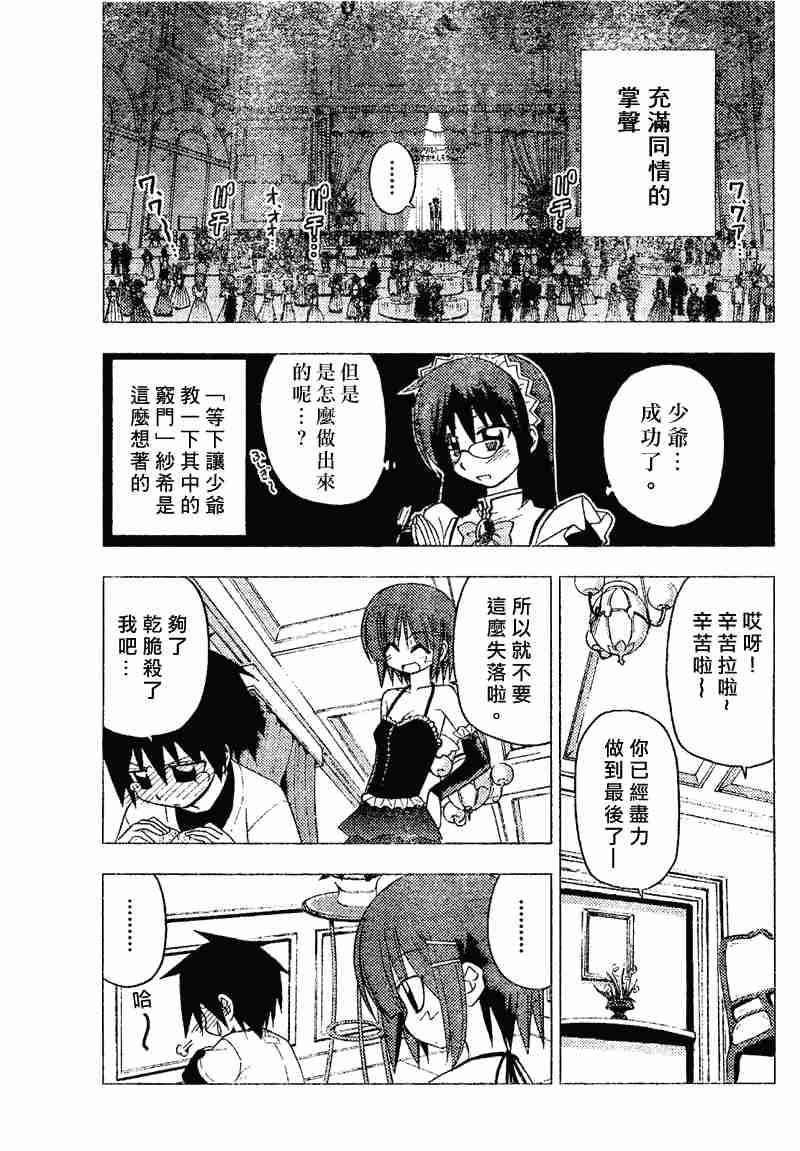 充滿同情的
掌聲
……
ワ、ワァ…
パチ
パチ…
オ、オォ…
パチ
ワ、ワ
少爺…
成功了。
但是
是怎麼做出來
的呢…?
「等下讓少爺
教一下其中的
竅門」紗希是
這麼想著的
哎呀!
辛苦拉啦~
辛苦啦~
你已經盡力
做到最後了ー
所以就不要
這麼失落啦。
夠了
乾脆殺了
我吧…
……
……
哈~